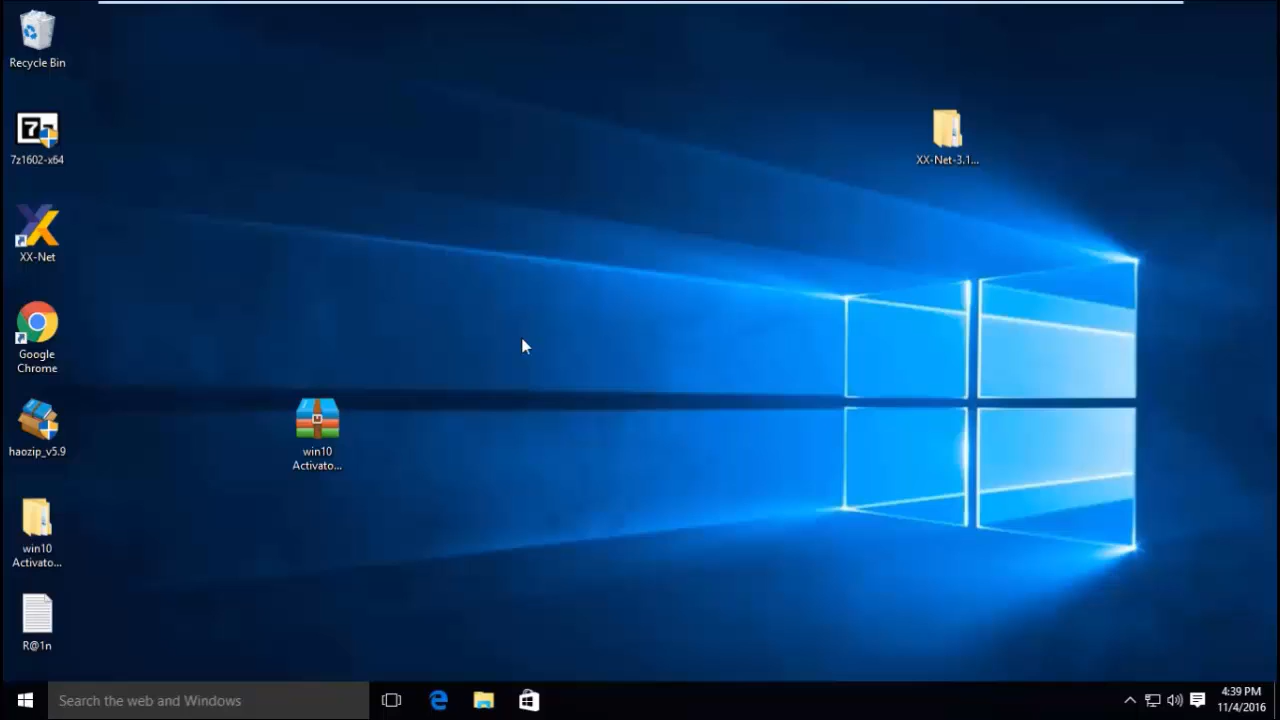 Recycle Bin
7z1602-x64
XX-Net
Google
Chrome
haozip_v5.9
win10
Activato...
R@1n
win10
Activato...
XX-Net-3.1...
Search the web and Windows
4:39 PM
11/4/2016